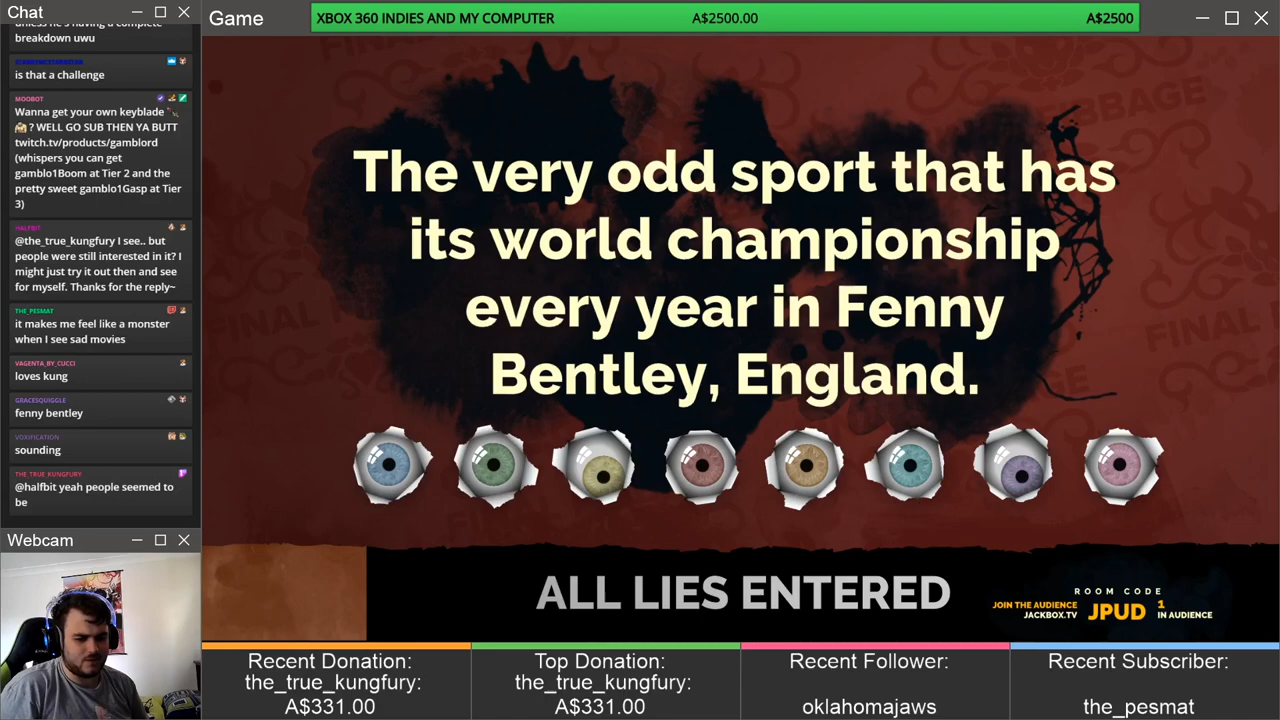 Chat
Game
XBOX 360 INDIES AND MY COMPUTER
A$2500.00
A$2500
breakdown uwu
is that a challenge
MOOBOT
Wanna get your own keyblade
? WELL GO SUB THEN YA BUTT
twitch.tv/products/gamblord
(whispers you can get
gamblo1Boom at Tier 2 and the
pretty sweet gamblo1Gasp at Tier
3)
HALFBIT
@the_true_kungfury I see.. but
people were still interested in it? I
might just try it out then and see
for myself. Thanks for the reply~
THE_PESMAT
it makes me feel like a monster
when I see sad movies
VAGENTA_BY_CUCCI
loves kung
GRACESQUIGGLE
fenny bentley
VOXIFICATION
sounding
THE_TRUE_KUNGFURY
@halfbit yeah people seemed to
be
Webcam
The very odd sport that has
its world championship
every year in Fenny
Bentley, England.
ALL LIES ENTERED
ROOM CODE
JOIN THE AUDIENCE
JACKBOX.TV
JPUD
1
IN AUDIENCE
Recent Donation:
the_true_kungfury:
A$331.00
Top Donation:
the_true_kungfury:
A$331.00
Recent Follower:
oklahomajaws
Recent Subscriber:
the_pesmat